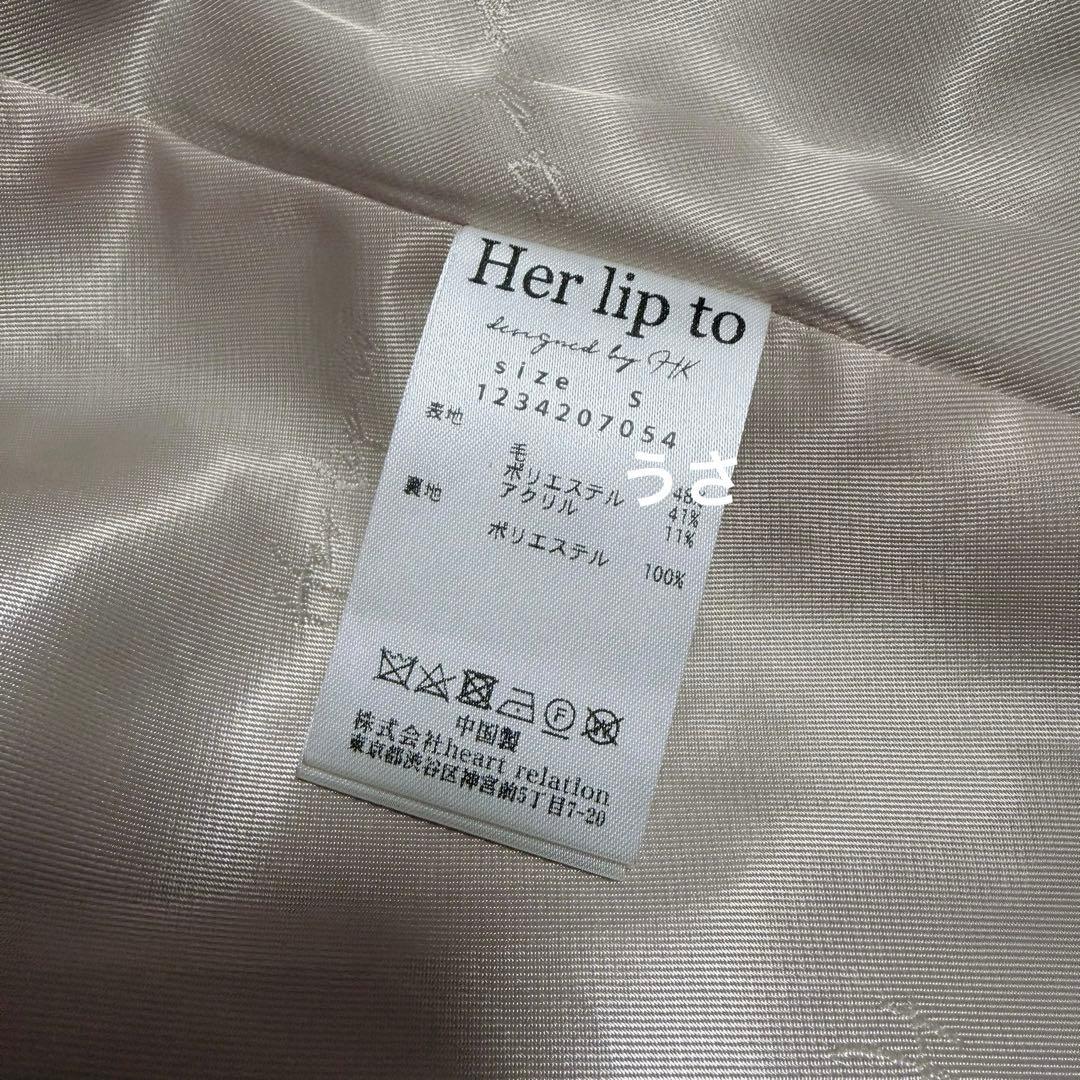 Her lip to
designed by HK
size S
1234207054
表地
毛 48%
ポリエステル 41%
アクリル 11%
裏地
ポリエステル 100%
うさ
F
W
中国製
株式会社heart relation
東京都渋谷区神宮前5丁目7-20